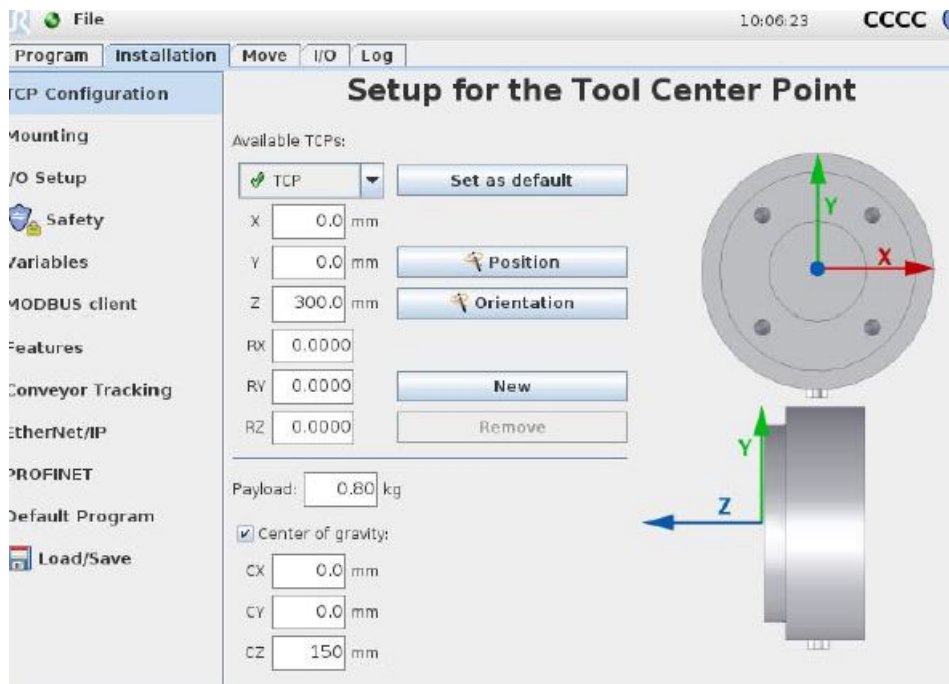 File 10:06:23 CCCC
Program Installation Move I/O Log
TCP Configuration
Mounting
I/O Setup
Safety
Variables
MODBUS client
Features
Conveyor Tracking
EtherNet/IP
PROFINET
Default Program
Load/Save
Setup for the Tool Center Point
Available TCPs:
TCP Set as default
X 0.0 mm
Y 0.0 mm Position
Z 300.0 mm Orientation
RX 0.0000
RY 0.0000 New
RZ 0.0000 Remove
Payload: 0.80 kg
Center of gravity:
CX 0.0 mm
CY 0.0 mm
CZ 150 mm
Y
X
Y
Z